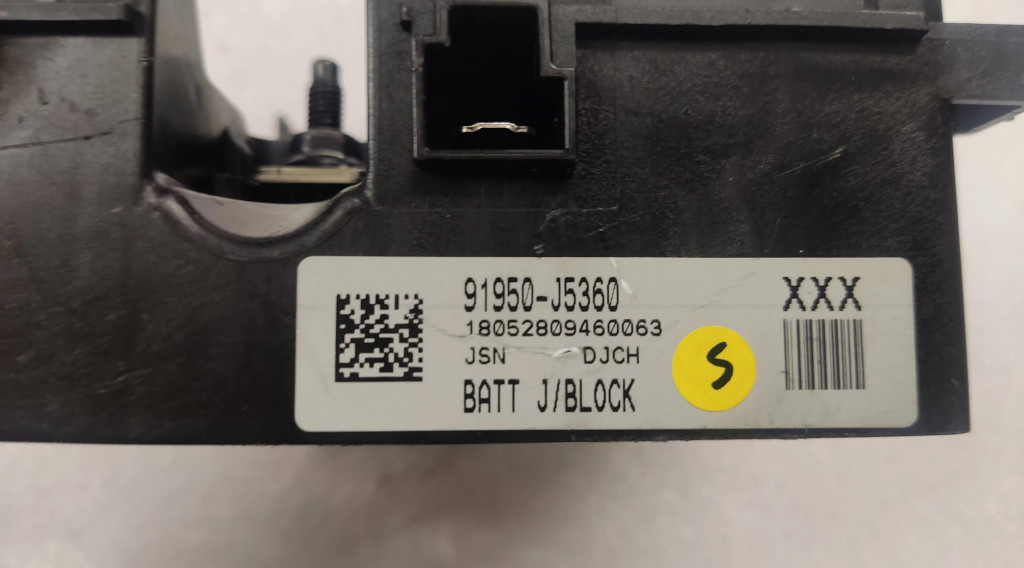 91950-J5360
XXX
18052809460063
JSN DJCH
S
BATT J/BLOCK